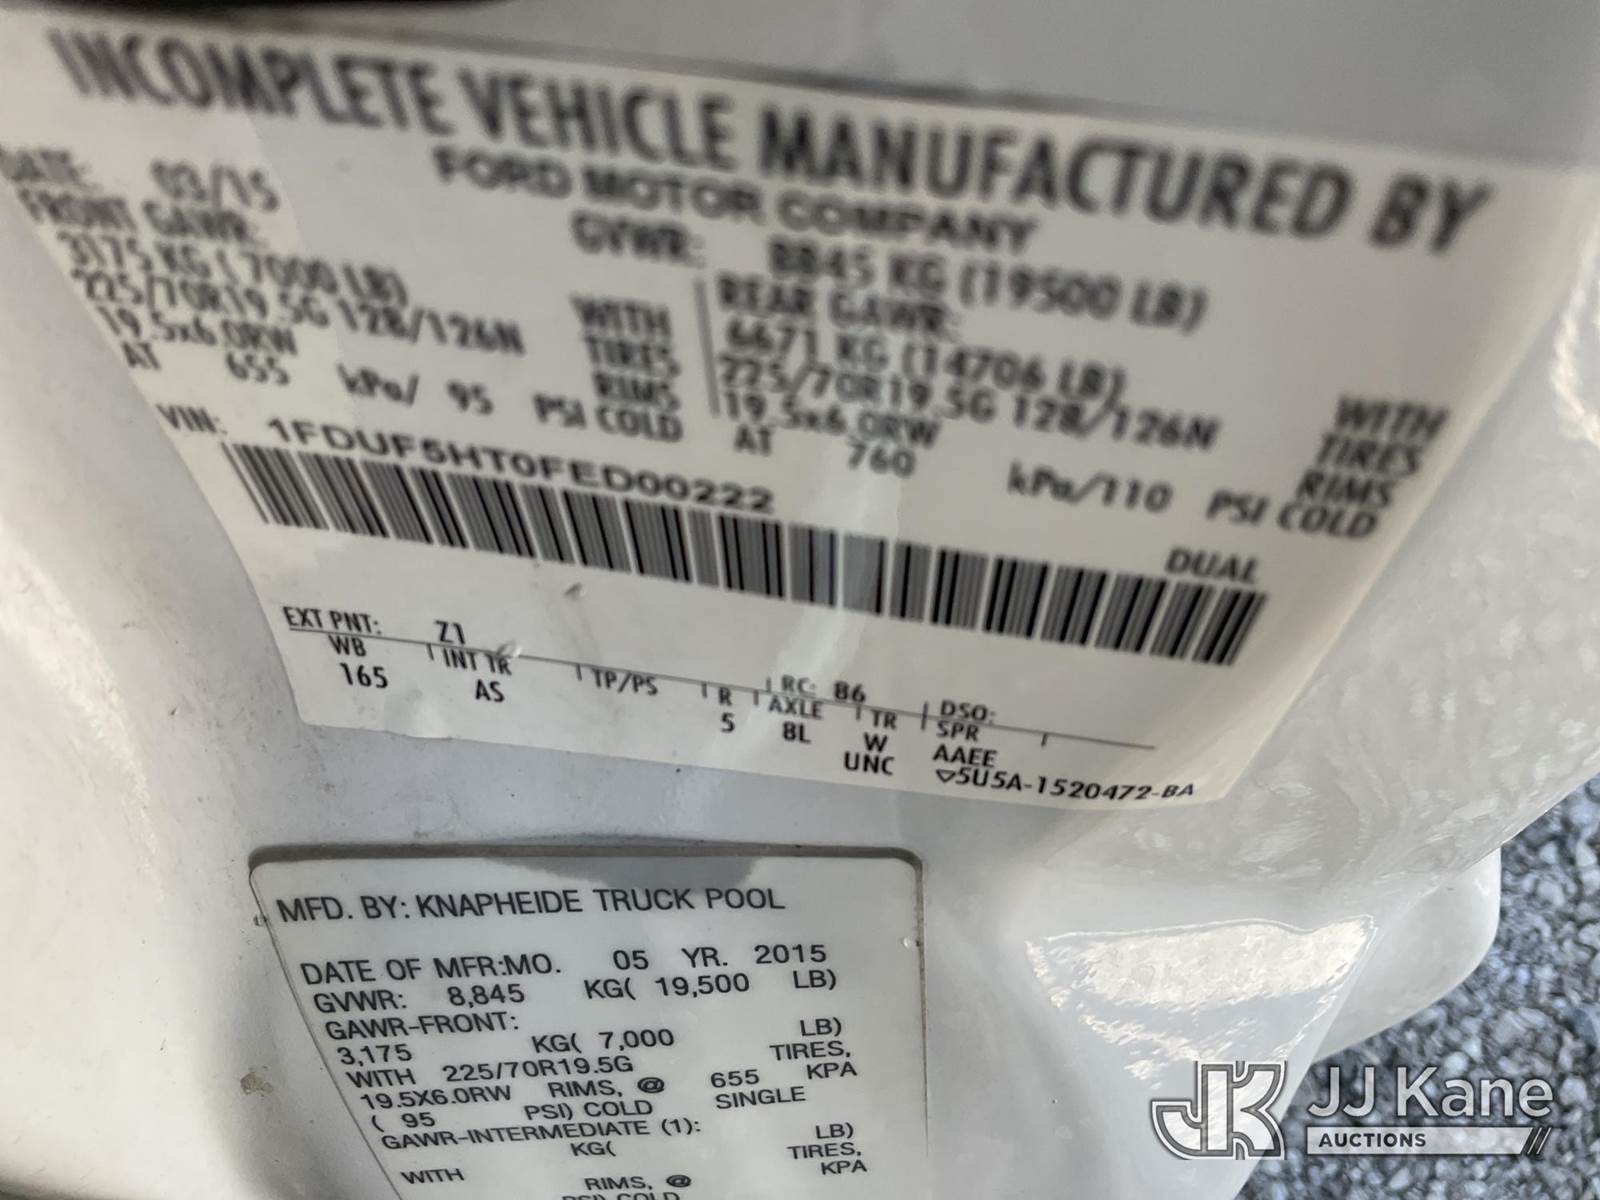 INCOMPLETE VEHICLE MANUFACTURED BY
FORD MOTOR COMPANY
DATE: 03/15 GVWR: 8845 KG (19500 LB)
FRONT GAWR: REAR GAWR:
3175 KG (7000 LB) WITH 6671 KG (14706 LB) WITH
225/70R19.5G 128/126N TIRES 225/70R19.5G 128/126N TIRES
19.5x6.0RW RIMS 19.5x6.0RW RIMS
AT 655 kPa/ 95 PSI COLD AT 760 kPa/110 PSI COLD
VIN: 1FDUF5HT0FED00222
DUAL
EXT PNT: Z1 RC: 86 DSO:
WB INT TR TP/PS R AXLE TR SPR
165 AS 5 8L W AAEE
UNC ▽5U5A-1520472-BA
MFD. BY: KNAPHEIDE TRUCK POOL
DATE OF MFR:MO. 05 YR. 2015
GVWR: 8,845 KG( 19,500 LB)
GAWR-FRONT:
3,175 KG( 7,000 LB)
WITH 225/70R19.5G TIRES,
19.5X6.0RW RIMS, @ 655 KPA
( 95 PSI) COLD SINGLE
GAWR-INTERMEDIATE (1):
KG( LB)
WITH TIRES,
RIMS, @ KPA
PSI) COLD
JK JJ Kane
AUCTIONS